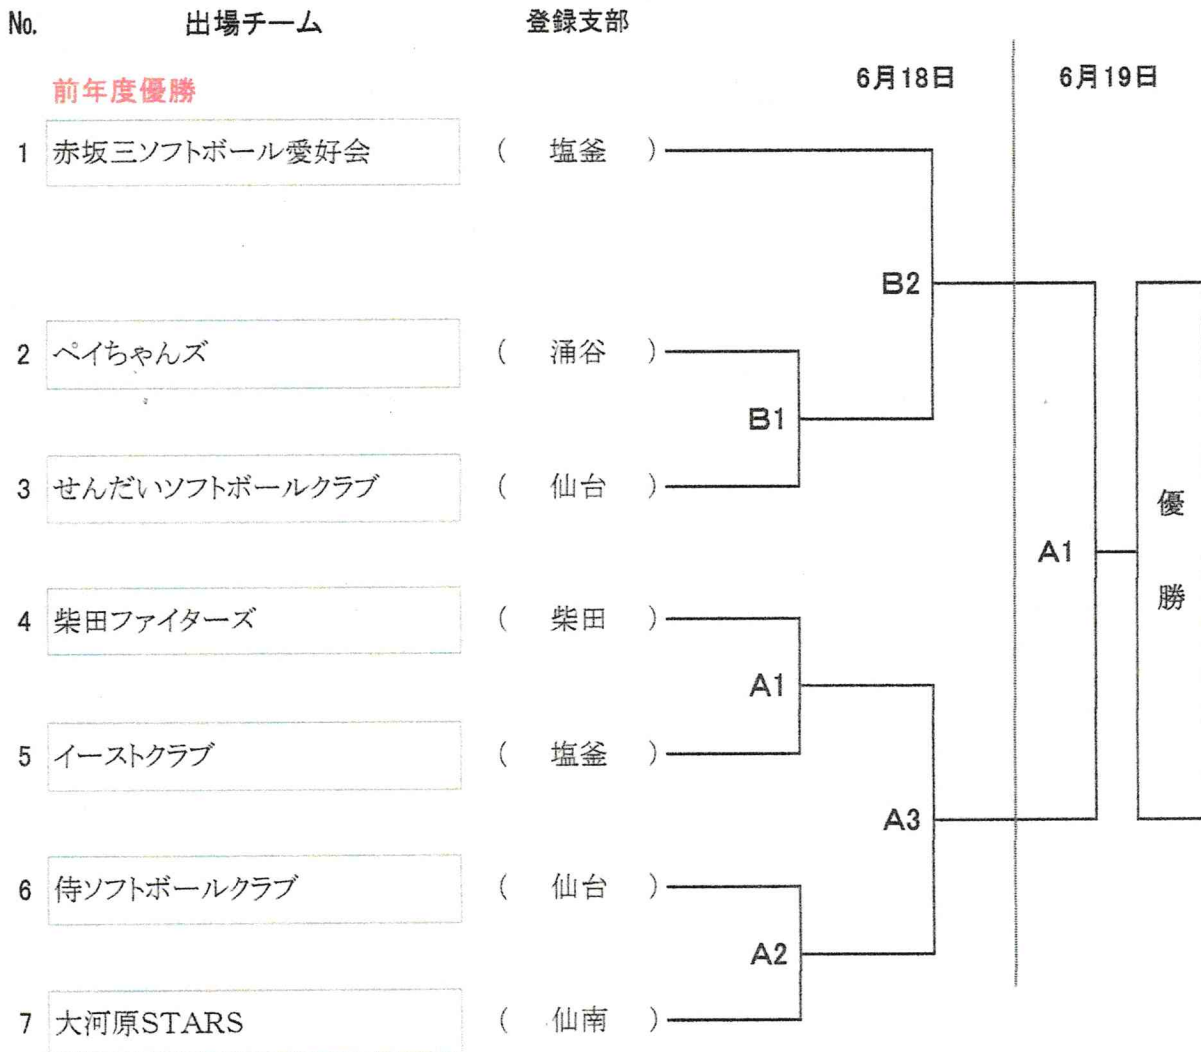 No. 出場チーム 登録支部
6月18日 6月19日
前年度優勝
1 赤坂三ソフトボール愛好会 ( 塩釜 )
B2
2 ペイちゃんズ ( 涌谷 )
B1
3 せんだいソフトボールクラブ ( 仙台 )
優勝
A1
4 柴田ファイターズ ( 柴田 )
A1
5 イーストクラブ ( 塩釜 )
A3
6 侍ソフトボールクラブ ( 仙台 )
A2
7 大河原STARS ( 仙南 )